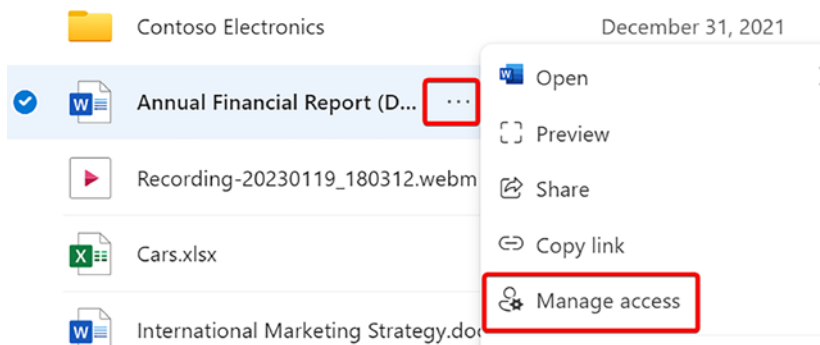 Contoso Electronics
December 31, 2021
Open
Annual Financial Report (D... ...
Preview
Recording-20230119_180312.webm
Share
Copy link
Cars.xlsx
Manage access
International Marketing Strategy.do